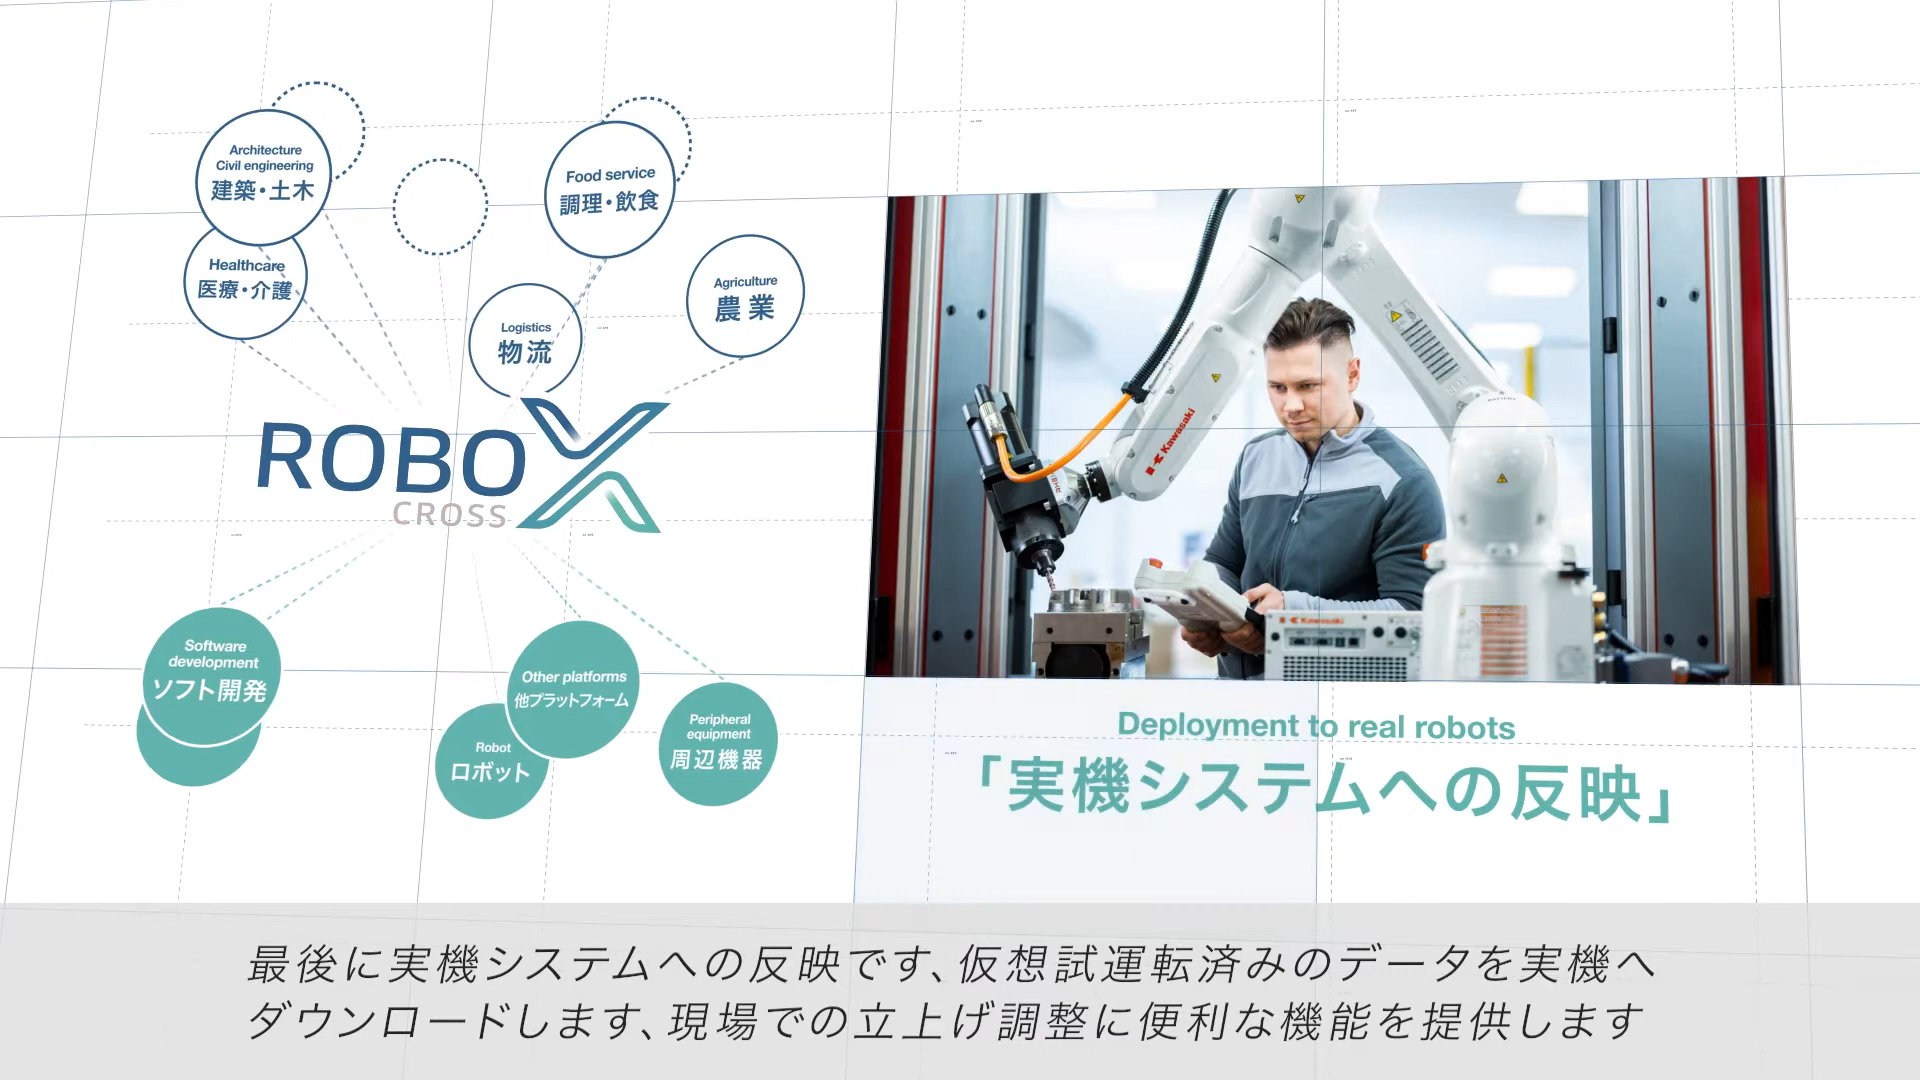 Architecture
Civil engineering
建築・土木
Healthcare
医療・介護
Food service
調理・飲食
Logistics
物流
Agriculture
農業
ROBO
CROSS
Software
development
ソフト開発
Robot
ロボット
Other platforms
他プラットフォーム
Peripheral
equipment
周辺機器
Kawasaki
Kawasaki
Deployment to real robots
「実機システムへの反映」
最後に実機システムへの反映です、仮想試運転済みのデータを実機へ
ダウンロードします、現場での立上げ調整に便利な機能を提供します